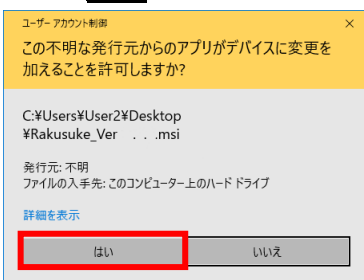 ユーザー アカウント制御
この不明な発行元からのアプリがデバイスに変更を
加えることを許可しますか?
C:¥Users¥User2¥Desktop
¥Rakusuke_Ver . . .msi
発行元: 不明
ファイルの入手先: このコンピューター上のハード ドライブ
詳細を表示
はい
いいえ